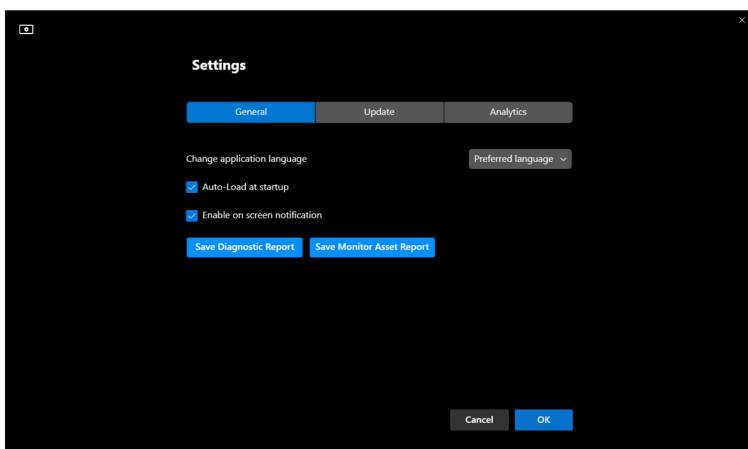 Settings
General Update Analytics
Change application language Preferred language
Auto-Load at startup
Enable on screen notification
Save Diagnostic Report Save Monitor Asset Report
Cancel OK